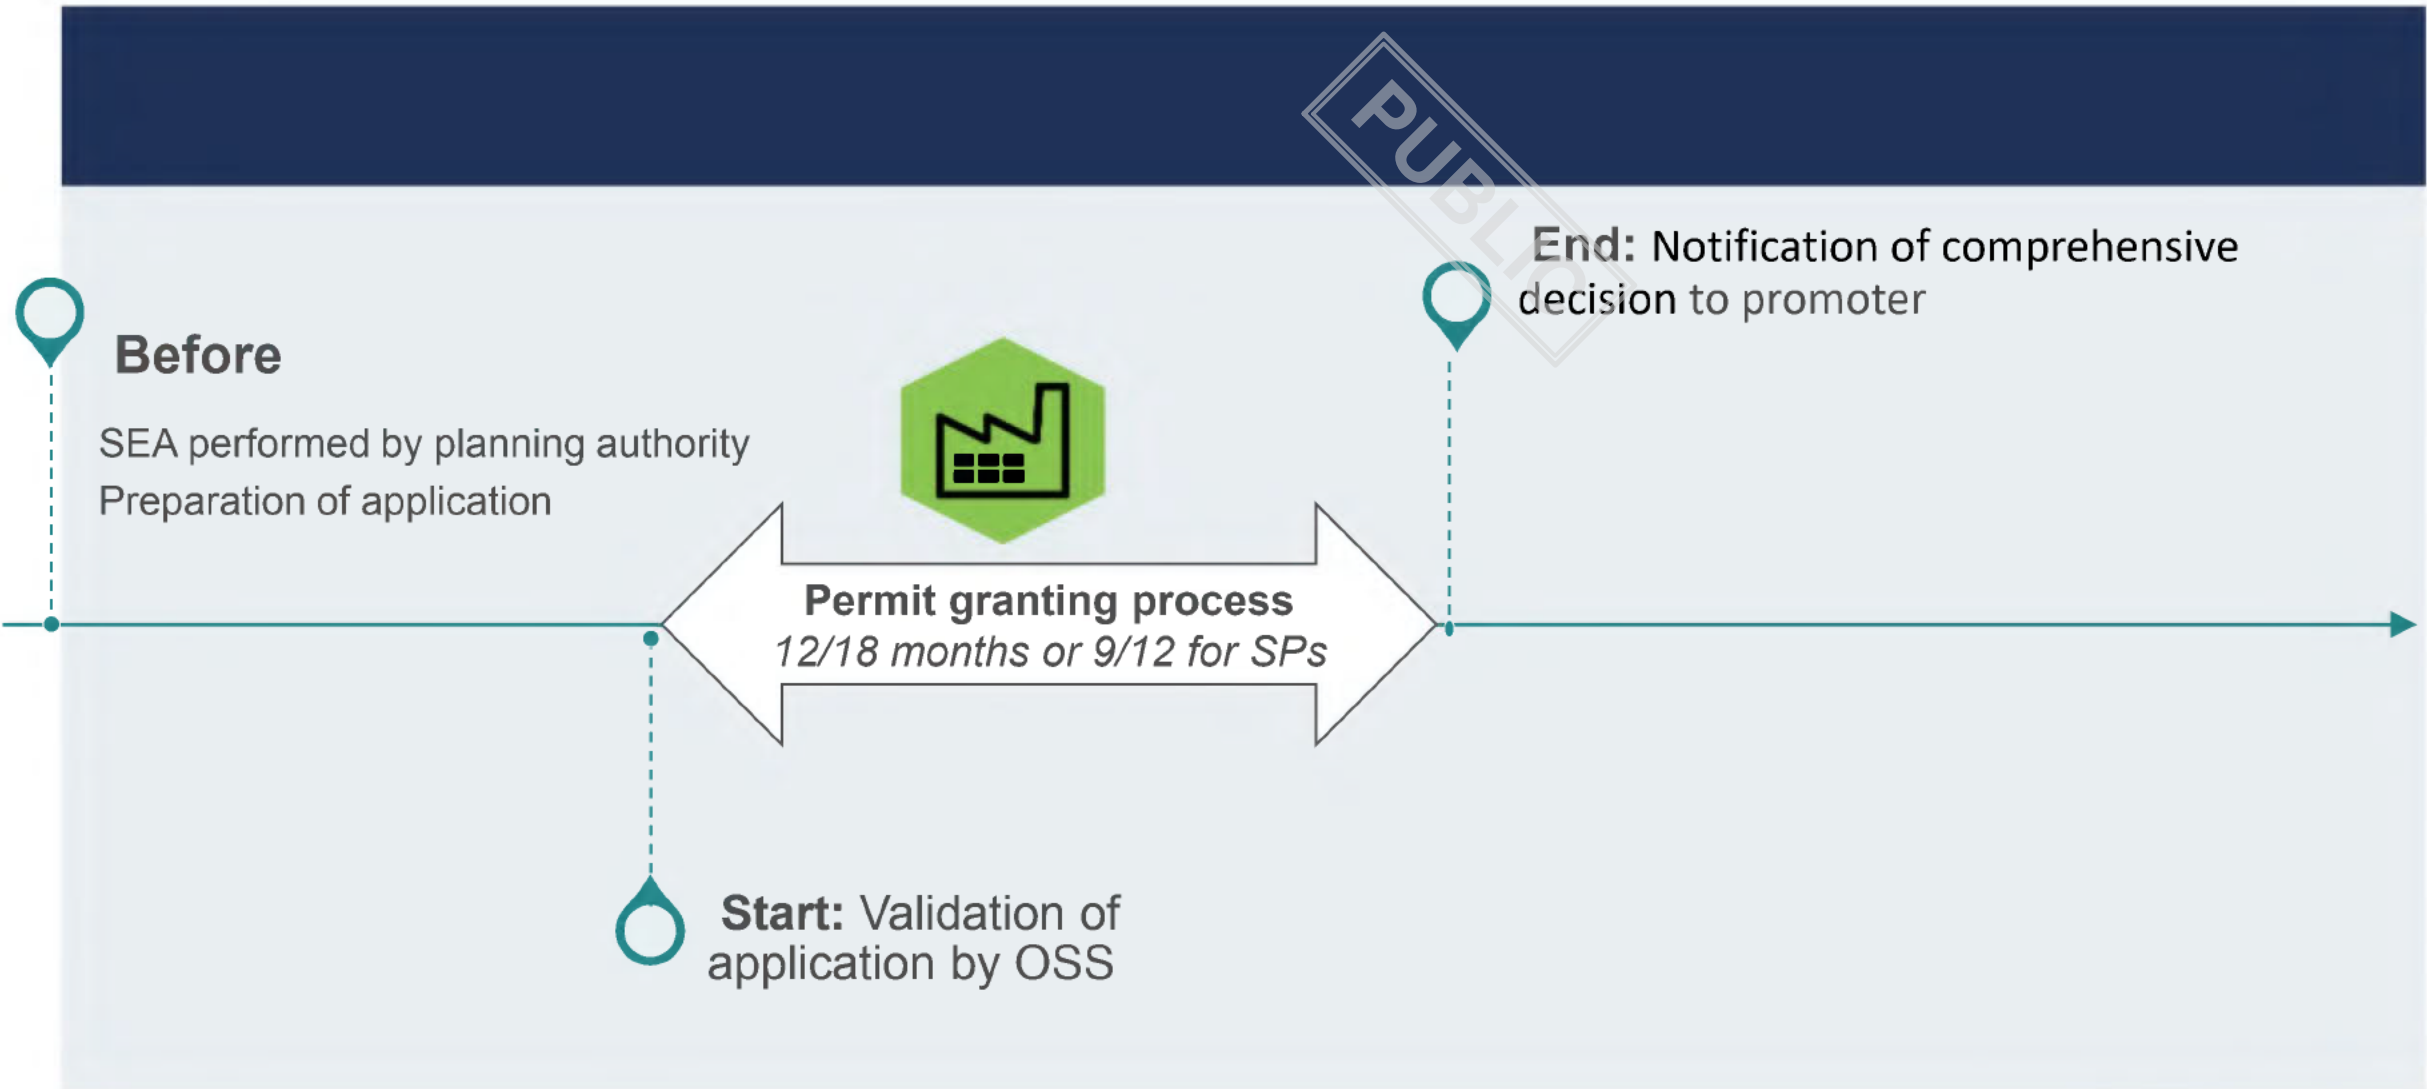 PUBLIC
End: Notification of comprehensive
decision to promoter
Before
SEA performed by planning authority
Preparation of application
Permit granting process
12/18 months or 9/12 for SPs
Start: Validation of
application by OSS